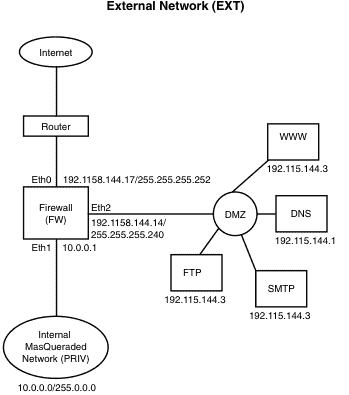 External Network (EXT)
Internet
Router
Eth0
192.1158.144.17/255.255.255.252
Firewall
(FW)
Eth2
192.1158.144.14/
255.255.255.240
Eth1
10.0.0.1
DMZ
WWW
192.115.144.3
DNS
192.115.144.1
FTP
192.115.144.3
SMTP
192.115.144.3
Internal
MasQueraded
Network (PRIV)
10.0.0.0/255.0.0.0